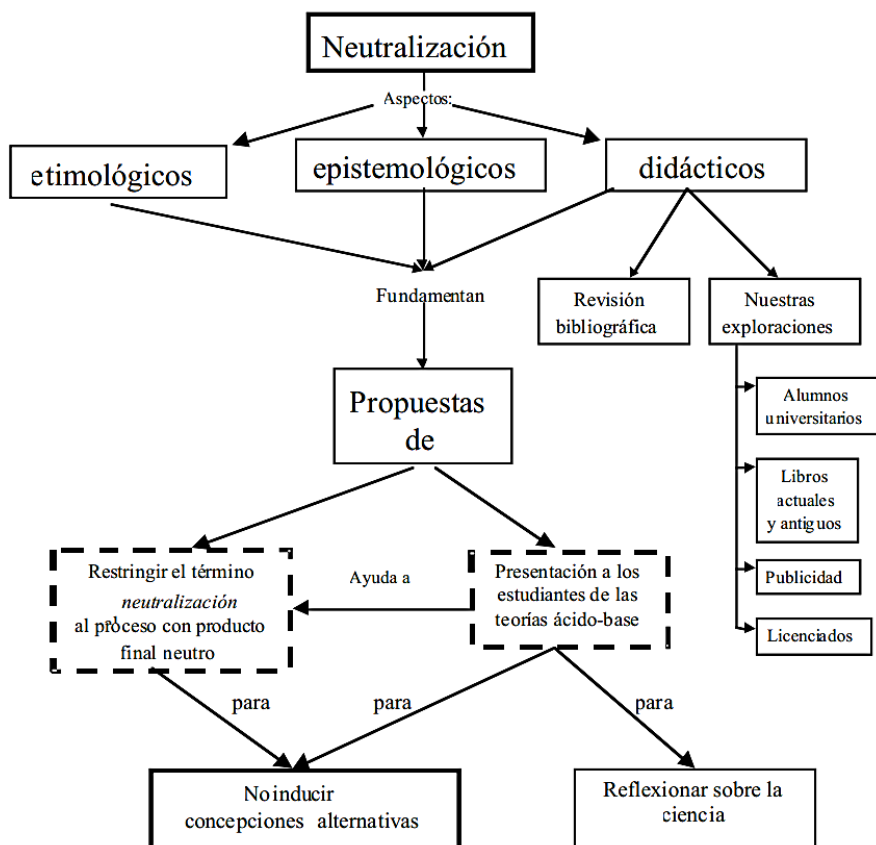 Neutralización
Aspectos:
etimológicos
epistemológicos
didácticos
Fundamentan
Revisión
bibliográfica
Nuestras
exploraciones
Propuestas
de
Alumnos
universitarios
Libros
actuales
y antiguos
Publicidad
Licenciados
Restringir el término
neutralización
al proceso con producto
final neutro
Ayuda a
Presentación a los
estudiantes de las
teorías ácido-base
para
para
para
No inducir
concepciones alternativas
Reflexionar sobre la
ciencia